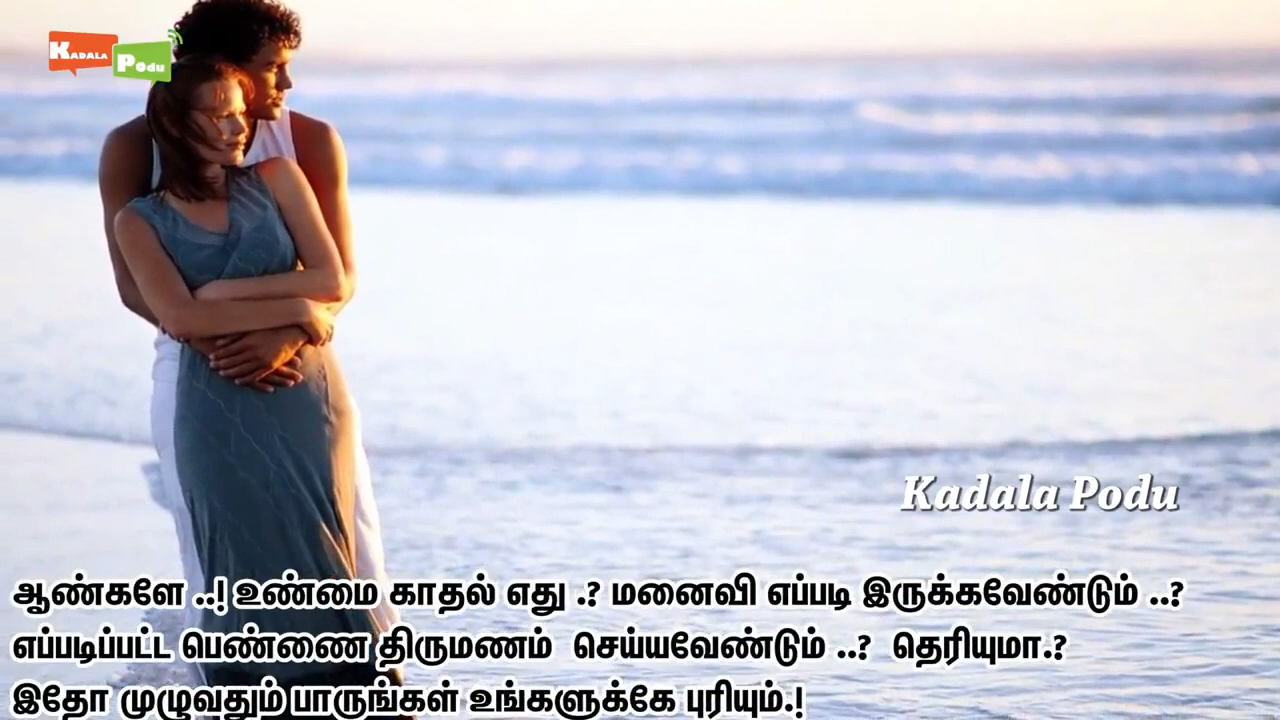 KADALA
PODU
Kadala Podu
ஆண்களே ..! உண்மை காதல் எது .? மனைவி எப்படி இருக்கவேண்டும் ..?
எப்படிப்பட்ட பெண்ணை திருமணம் செய்யவேண்டும் ..? தெரியுமா.?
இதோ முழுவதும் பாருங்கள் உங்களுக்கே புரியும்.!